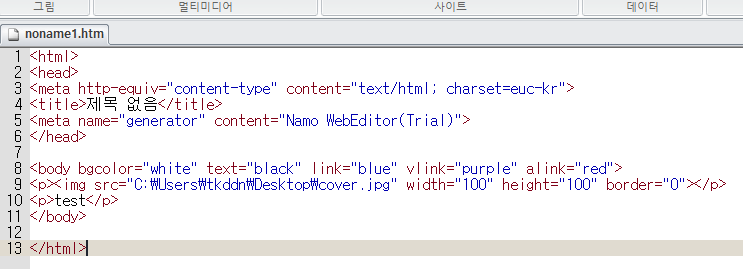 그림 멀티미디어 사이트 데이터
noname1.htm
1 <html>
2 <head>
3 <meta http-equiv="content-type" content="text/html; charset=euc-kr">
4 <title>제목 없음</title>
5 <meta name="generator" content="Namo WebEditor(Trial)">
6 </head>
7
8 <body bgcolor="white" text="black" link="blue" vlink="purple" alink="red">
9 <p><img src="C:₩Users₩tkddn₩Desktop₩cover.jpg" width="100" height="100" border="0"></p>
10 <p>test</p>
11 </body>
12
13 </html>